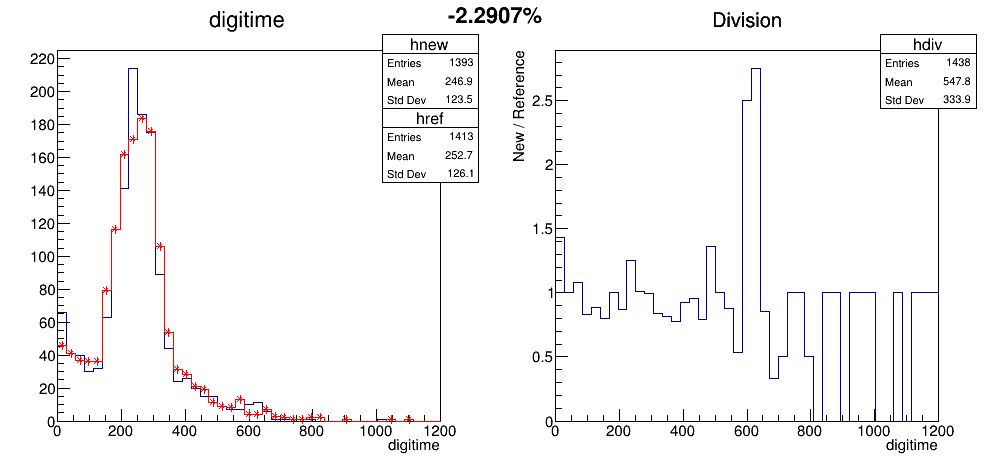 -2.2907%
digitime
hnew
Entries 1393
Mean 246.9
Std Dev 123.5
href
Entries 1413
Mean 252.7
Std Dev 126.1
220
200
180
160
140
120
100
80
60
40
20
0
0 200 400 600 800 1000 1200
digitime
Division
hdiv
Entries 1438
Mean 547.8
Std Dev 333.9
New / Reference
2.5
2
1.5
1
0.5
0
0 200 400 600 800 1000 1200
digitime